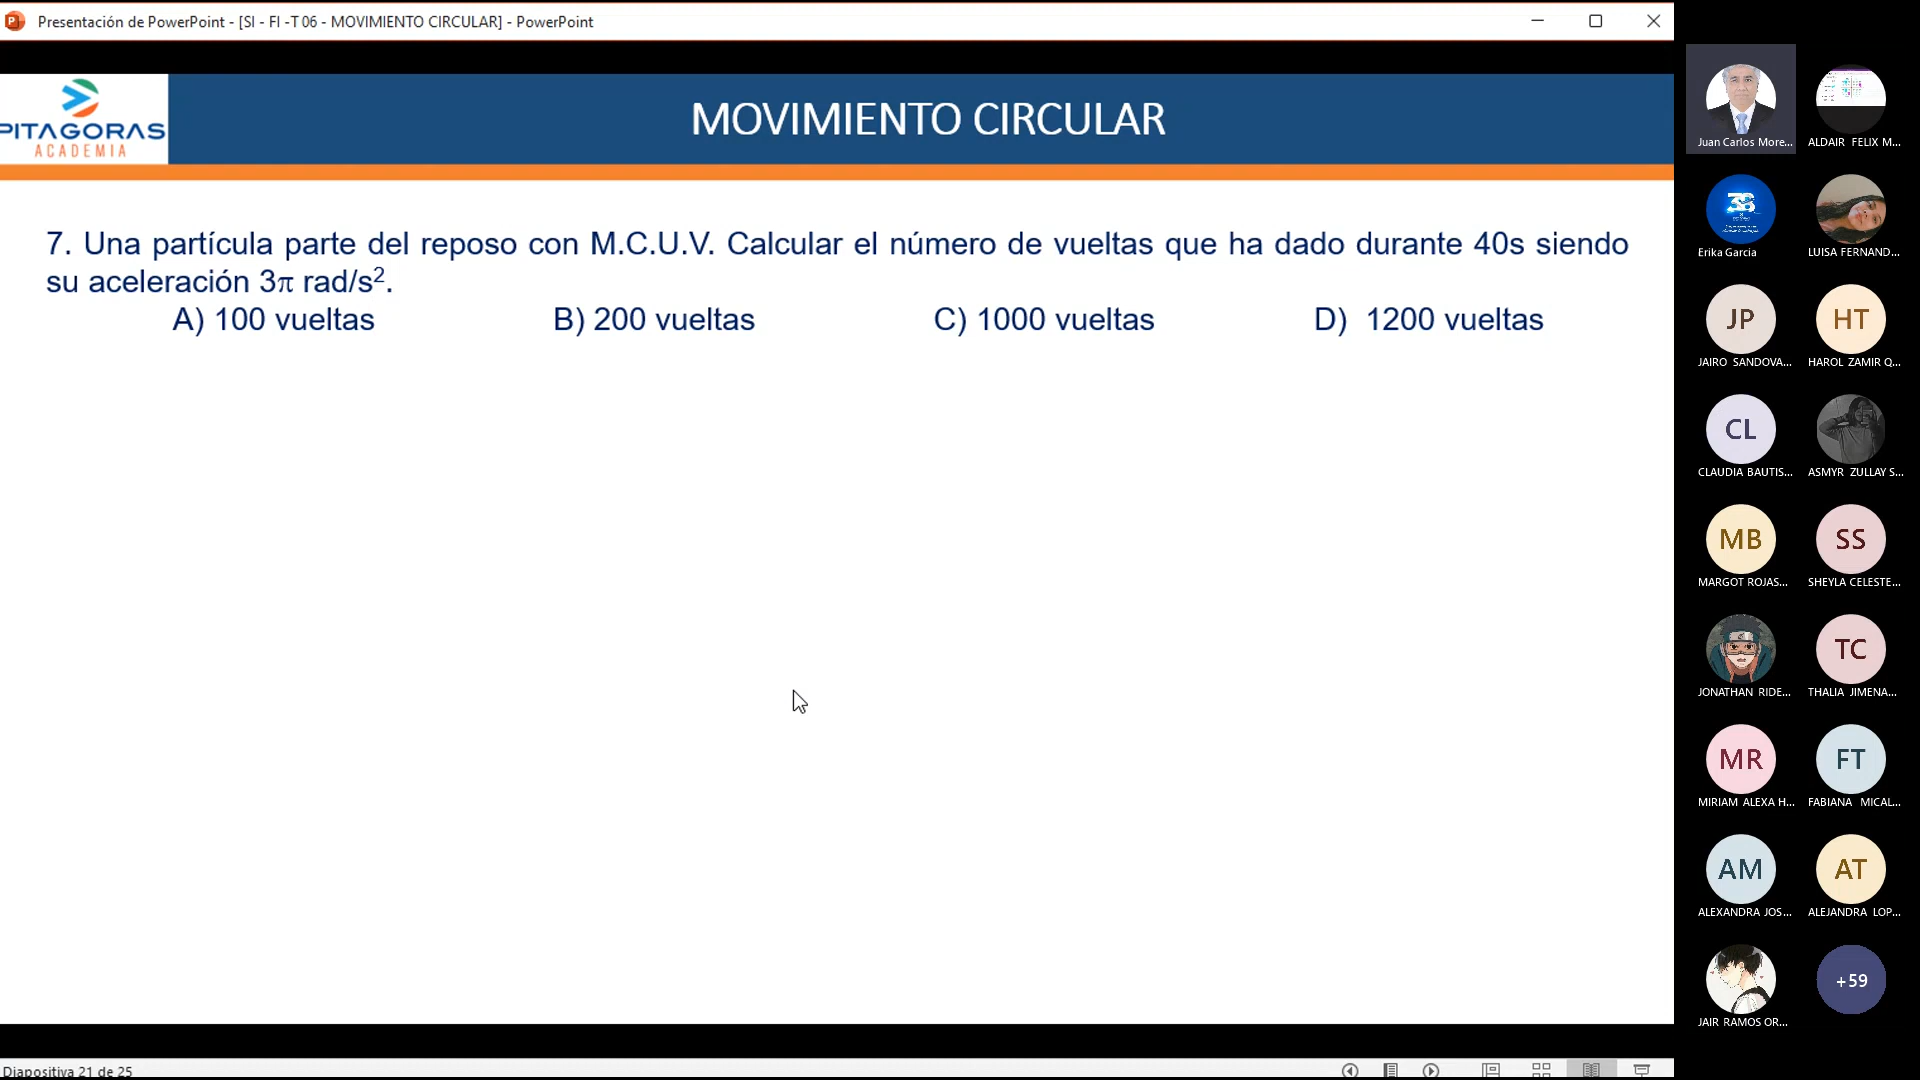 Presentación de PowerPoint - [SI - FI -T 06 - MOVIMIENTO CIRCULAR] - PowerPoint
PITAGORAS
ACADEMIA
MOVIMIENTO CIRCULAR
7. Una partícula parte del reposo con M.C.U.V. Calcular el número de vueltas que ha dado durante 40s siendo
su aceleración 3π rad/s².
A) 100 vueltas B) 200 vueltas C) 1000 vueltas D) 1200 vueltas
Juan Carlos More... ALDAIR FELIX M...
Erika Garcia LUISA FERNAND...
JP HT
JAIRO SANDOVA... HAROL ZAMIR Q...
CL
CLAUDIA BAUTIS... ASMYR ZULLAY S...
MB SS
MARGOT ROJAS... SHEYLA CELESTE...
TC
JONATHAN RIDE... THALIA JIMENA...
MR FT
MIRIAM ALEXA H... FABIANA MICAL...
AM AT
ALEXANDRA JOS... ALEJANDRA LOP...
+59
JAIR RAMOS OR...
Diapositiva 21 de 25